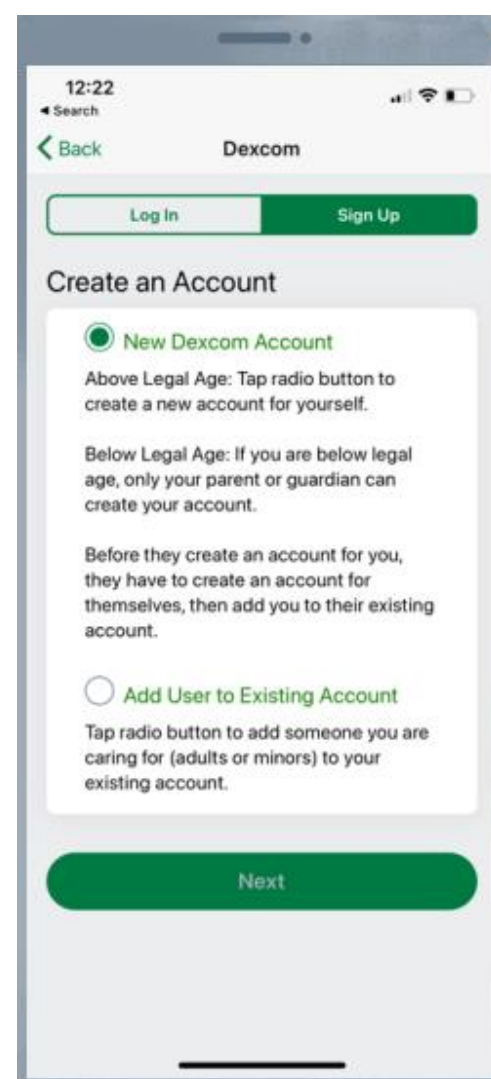 12:22
Search
Back
Dexcom
Log In
Sign Up
Create an Account
New Dexcom Account
Above Legal Age: Tap radio button to
create a new account for yourself.
Below Legal Age: If you are below legal
age, only your parent or guardian can
create your account.
Before they create an account for you,
they have to create an account for
themselves, then add you to their existing
account.
Add User to Existing Account
Tap radio button to add someone you are
caring for (adults or minors) to your
existing account.
Next